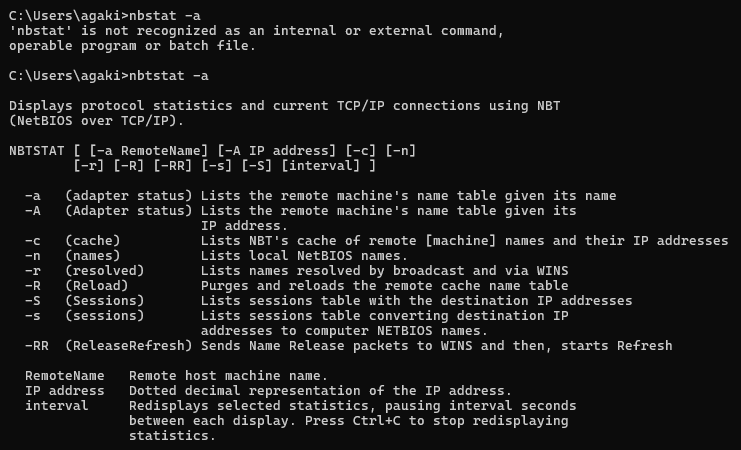 C:\Users\agaki>nbstat -a
'nbstat' is not recognized as an internal or external command,
operable program or batch file.
C:\Users\agaki>nbtstat -a
Displays protocol statistics and current TCP/IP connections using NBT
(NetBIOS over TCP/IP).
NBTSTAT [ [-a RemoteName] [-A IP address] [-c] [-n]
        [-r] [-R] [-RR] [-s] [-S] [interval] ]
  -a   (adapter status) Lists the remote machine's name table given its name
  -A   (Adapter status) Lists the remote machine's name table given its
                        IP address.
  -c   (cache)          Lists NBT's cache of remote [machine] names and their IP addresses
  -n   (names)          Lists local NetBIOS names.
  -r   (resolved)       Lists names resolved by broadcast and via WINS
  -R   (Reload)         Purges and reloads the remote cache name table
  -S   (Sessions)       Lists sessions table with the destination IP addresses
  -s   (sessions)       Lists sessions table converting destination IP
                        addresses to computer NETBIOS names.
  -RR  (ReleaseRefresh) Sends Name Release packets to WINS and then, starts Refresh
  RemoteName   Remote host machine name.
  IP address   Dotted decimal representation of the IP address.
  interval     Redisplays selected statistics, pausing interval seconds
               between each display. Press Ctrl+C to stop redisplaying
               statistics.